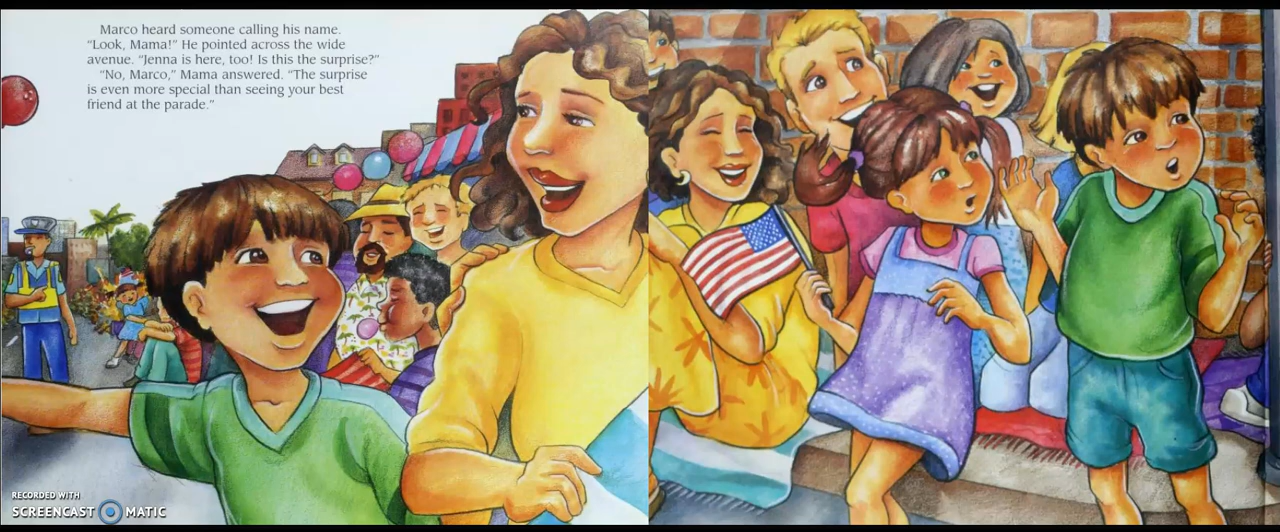 Marco heard someone calling his name.
“Look, Mama!” He pointed across the wide
avenue. “Jenna is here, too! Is this the surprise?”
“No, Marco,” Mama answered. “The surprise
is even more special than seeing your best
friend at the parade.”
RECORDED WITH
SCREENCAST MATIC